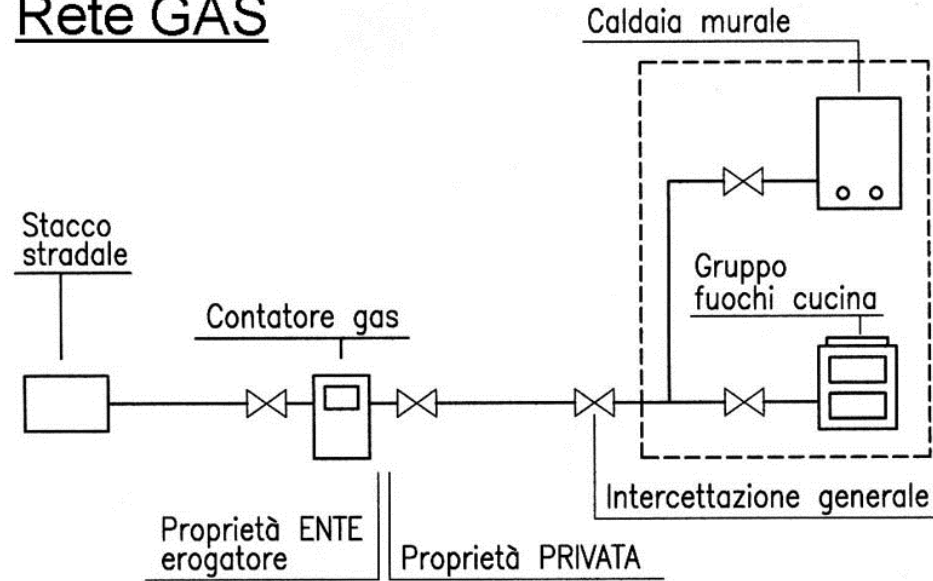 Rete GAS
Caldaia murale
Stacco
stradale
Gruppo
fuochi cucina
Contatore gas
Intercettazione generale
Proprietà ENTE
erogatore
Proprietà PRIVATA